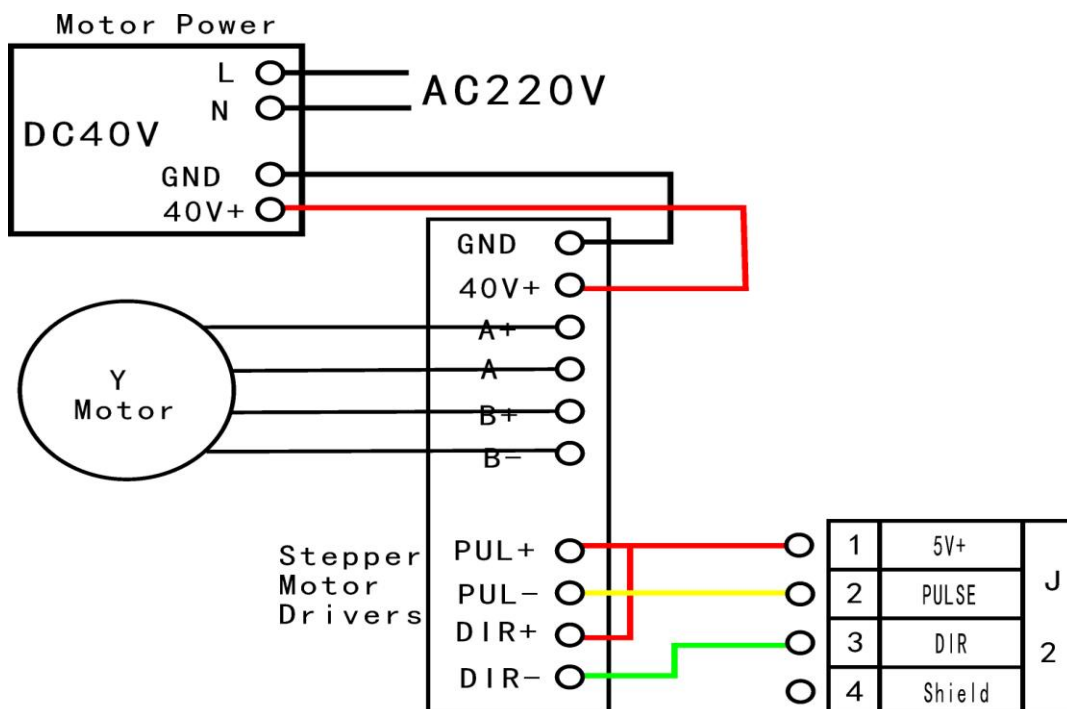 Motor Power
L
AC220V
N
DC40V
GND
40V+
GND
40V+
A+
Y
Motor
A
B+
B-
Stepper
Motor
Drivers
PUL+
PUL-
DIR+
DIR-
1 5V+
2 PULSE
3 DIR
4 Shield
J
2